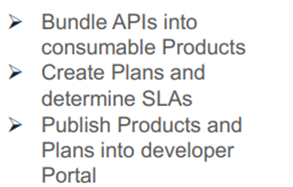 ➢ Bundle APIs into
consumable Products
➢ Create Plans and
determine SLAs
➢ Publish Products and
Plans into developer
Portal